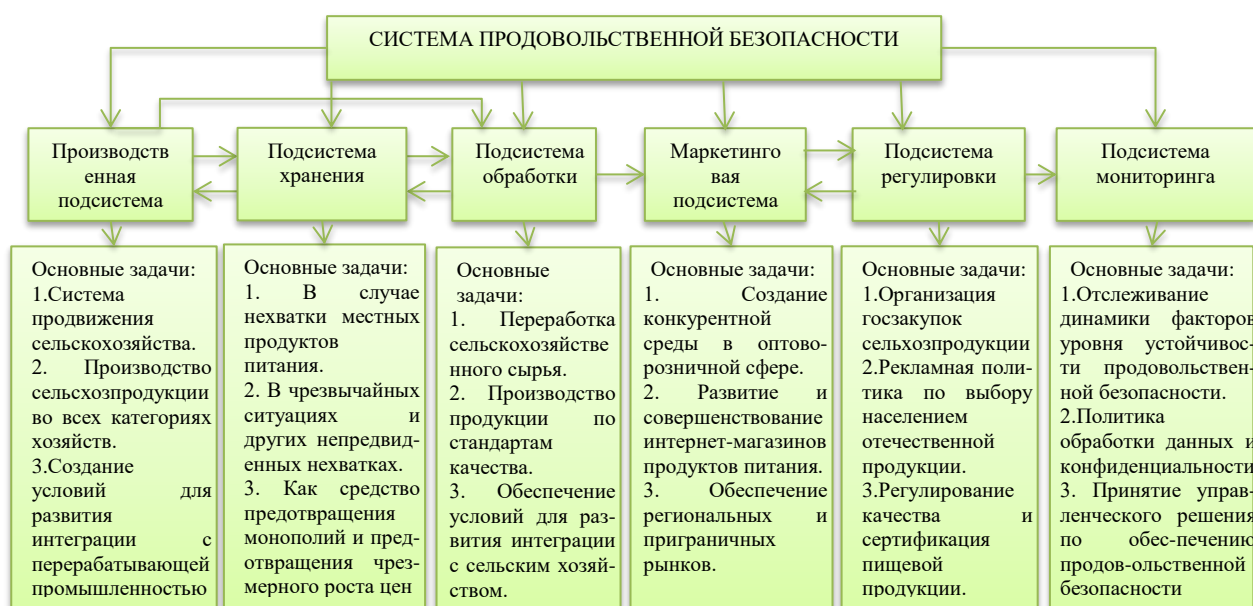 СИСТЕМА ПРОДОВОЛЬСТВЕННОЙ БЕЗОПАСНОСТИ
Производств
енная
подсистема
Подсистема
хранения
Подсистема
обработки
Маркетинго
вая
подсистема
Подсистема
регулировки
Подсистема
мониторинга
Основные задачи:
1.Система
продвижения
сельскохозяйства.
2. Производство
сельсхозпродукции
во всех категориях
хозяйств.
3.Создание
условий для
развития
интеграции с
перерабатывающей
промышленностью
Основные задачи:
1. В случае
нехватки местных
продуктов
питания.
2. В чрезвычайных
ситуациях и
других непредвид-
енных нехватках.
3. Как средство
предотвращения
монополий и пред-
отвращения чрез-
мерного роста цен
Основные
задачи:
1. Переработка
сельскохозяйстве
нного сырья.
2. Производство
продукции по
стандартам
качества.
3. Обеспечение
условий для раз-
вития интеграции
с сельским хозяй-
ством.
Основные задачи:
1. Создание
конкурентной
среды в оптово-
розничной сфере.
2. Развитие и
совершенствование
интернет-магазинов
продуктов питания.
3. Обеспечение
региональных и
приграничных
рынков.
Основные задачи:
1.Организация
госзакупок
сельхозпродукции
2.Рекламная поли-
тика по выбору
населением
отечественной
продукции.
3.Регулирование
качества и
сертификация
пищевой
продукции.
Основные задачи:
1.Отслеживание
динамики факторов
уровня устойчивос-
ти продовольствен-
ной безопасности.
2.Политика
обработки данных и
конфиденциальности
3. Принятие управ-
ленческого решения
по обес-печению
продов-ольственной
безопасности